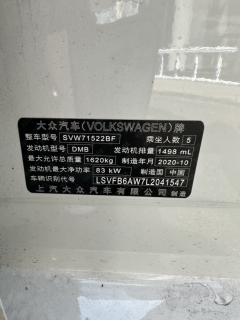 大众汽车(VOLKSWAGEN)牌
整车型号 SVW71522BF 乘坐人数 5
发动机型号 DMB 发动机排量 1498 mL
最大允许总质量 1620kg 制造年月 2020-10
发动机最大净功率 83 kW 制造国 中国
车辆识别代号 LSVFB6AW7L2041547
上汽大众汽车有限公司 制造